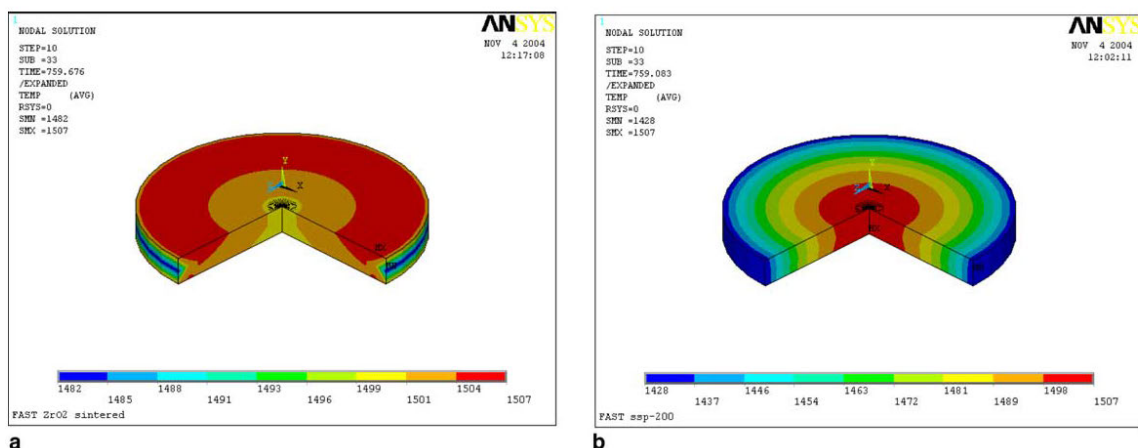 1
NODAL SOLUTION
STEP=10
SUB =33
TIME=759.676
/EXPANDED
TEMP (AVG)
RSYS=0
SMN =1482
SMX =1507
ANSYS
NOV 4 2004
12:17:08
Y
X
MX
1482 1485 1488 1491 1493 1496 1499 1501 1504 1507
FAST ZrO2 sintered
a
1
NODAL SOLUTION
STEP=10
SUB =33
TIME=759.083
/EXPANDED
TEMP (AVG)
RSYS=0
SMN =1428
SMX =1507
ANSYS
NOV 4 2004
12:02:11
Y
X
MX
1428 1437 1446 1454 1463 1472 1481 1489 1498 1507
FAST ssp-200
b